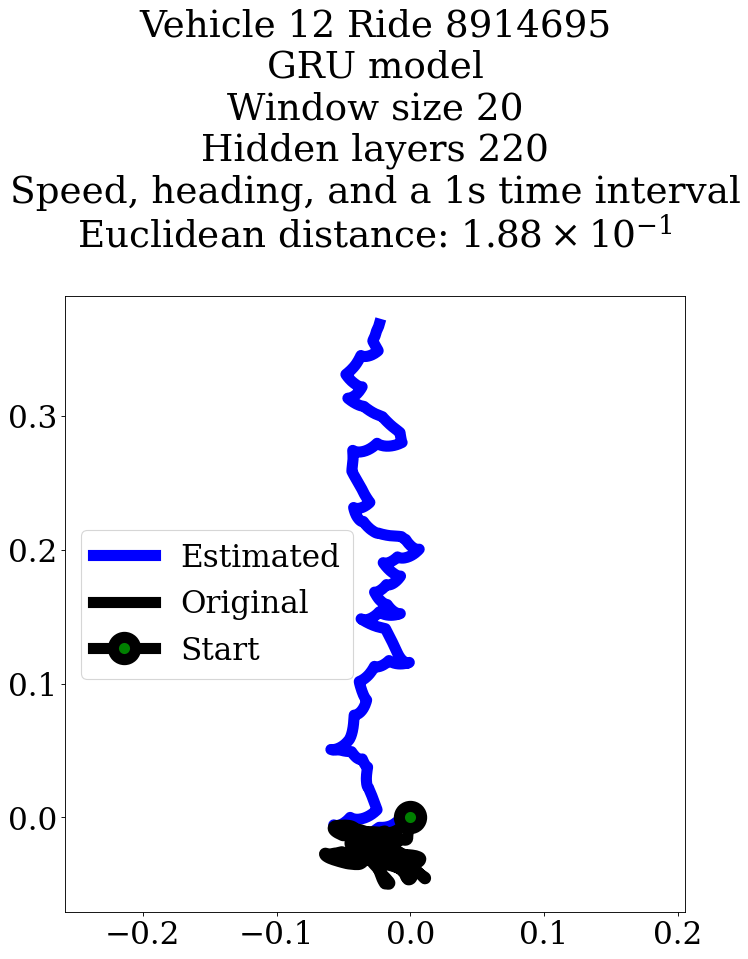 Vehicle 12 Ride 8914695
GRU model
Window size 20
Hidden layers 220
Speed, heading, and a 1s time interval
Euclidean distance: 1.88 × 10⁻¹
0.3
0.2
0.1
0.0
Estimated
Original
Start
−0.2
−0.1
0.0
0.1
0.2